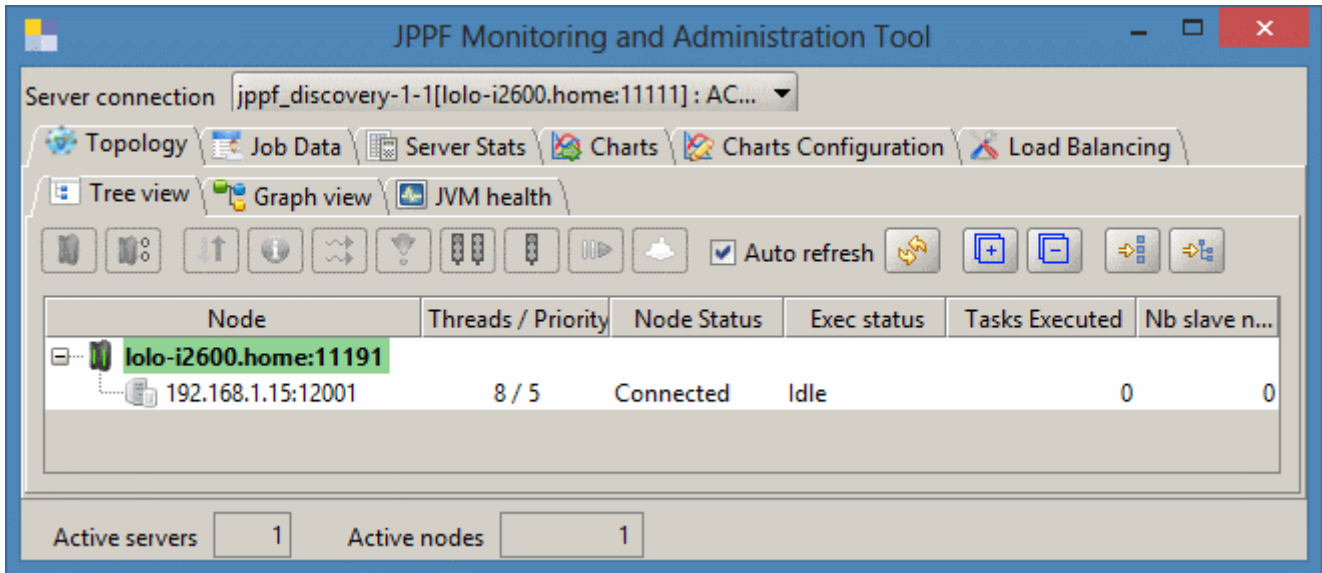 JPPF Monitoring and Administration Tool
Server connection jppf_discovery-1-1[lolo-i2600.home:11111] : AC...
Topology Job Data Server Stats Charts Charts Configuration Load Balancing
Tree view Graph view JVM health
Auto refresh
Node Threads / Priority Node Status Exec status Tasks Executed Nb slave n...
lolo-i2600.home:11191
192.168.1.15:12001 8 / 5 Connected Idle 0 0
Active servers 1 Active nodes 1